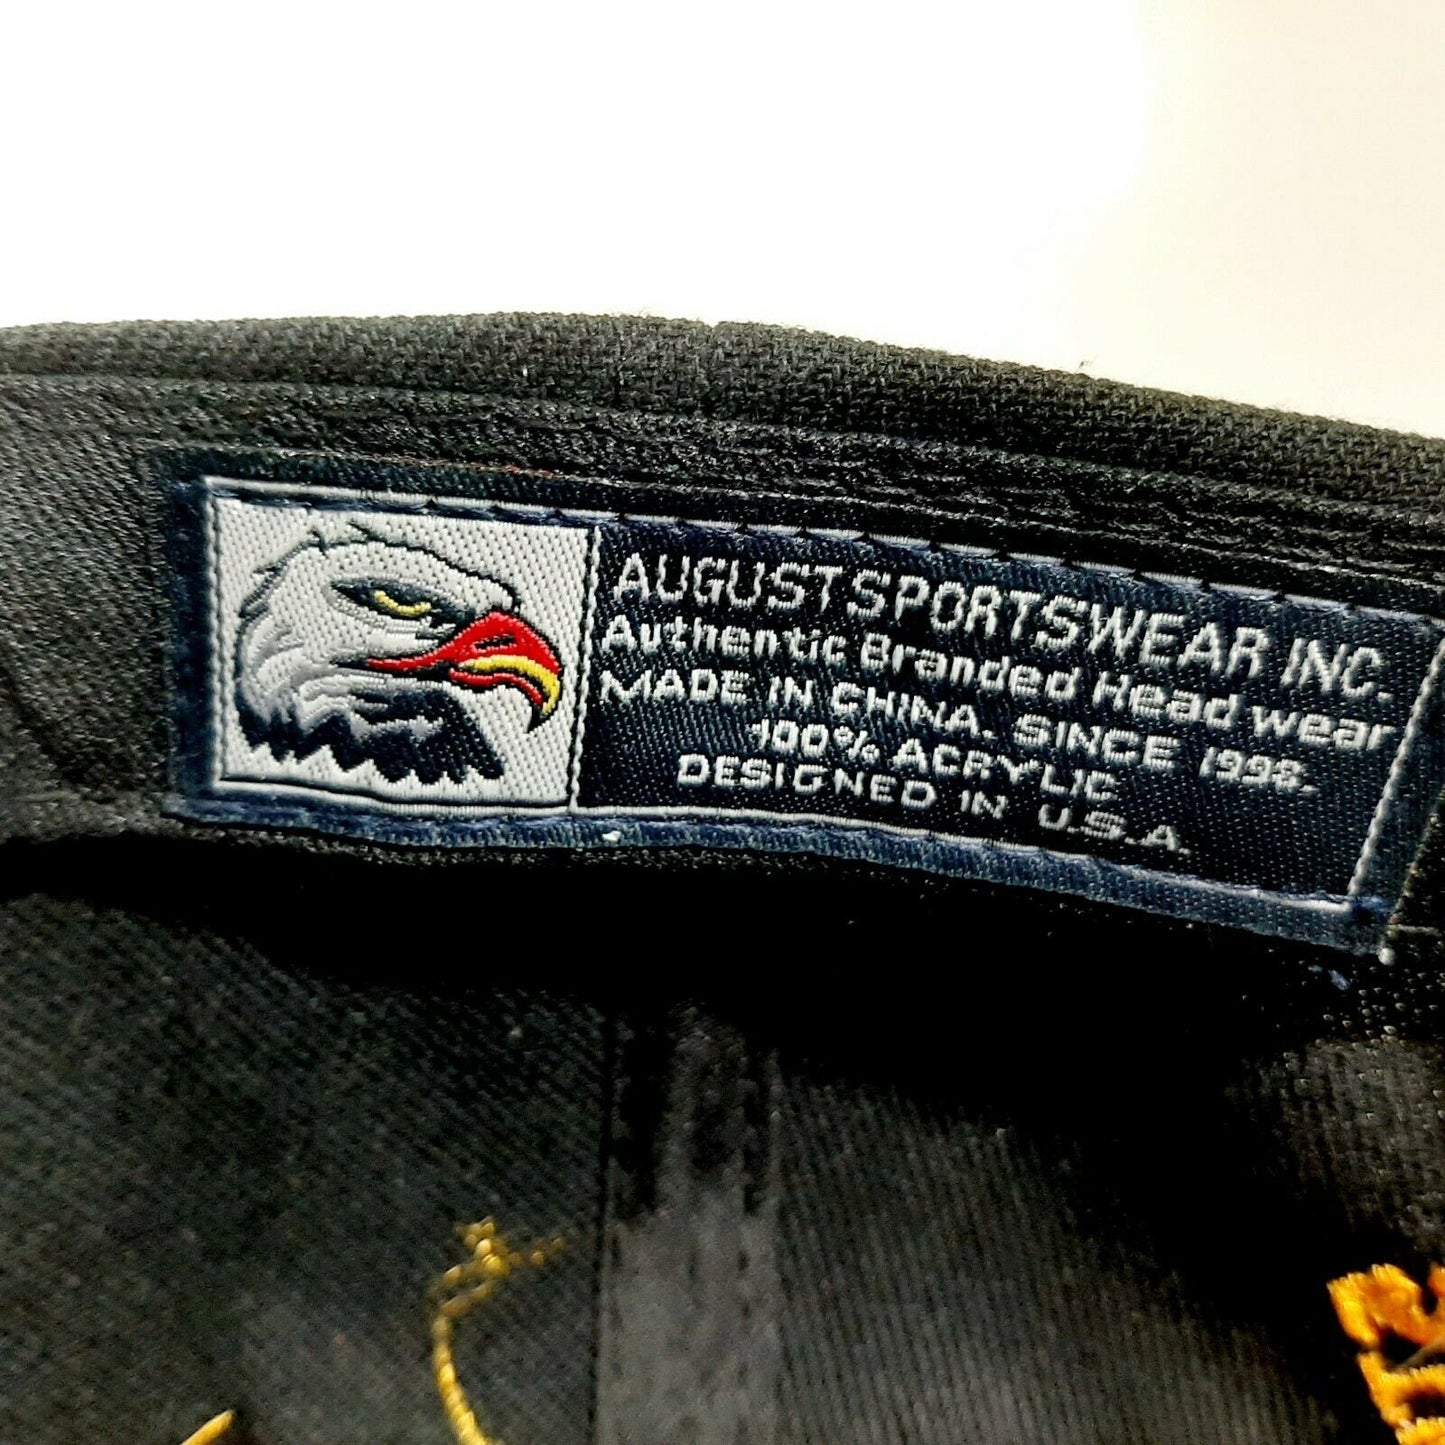 AUGUST SPORTSWEAR INC.
Authentic Branded Head wear
MADE IN CHINA. SINCE 1998.
100% ACRYLIC
DESIGNED IN U.S.A.